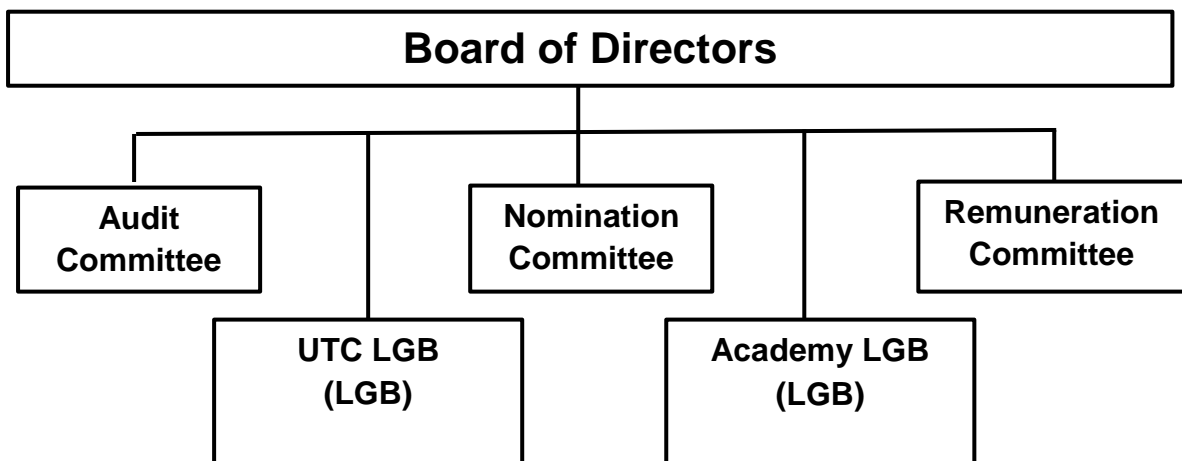 Board of Directors
Audit
Committee
Nomination
Committee
Remuneration
Committee
UTC LGB
(LGB)
Academy LGB
(LGB)